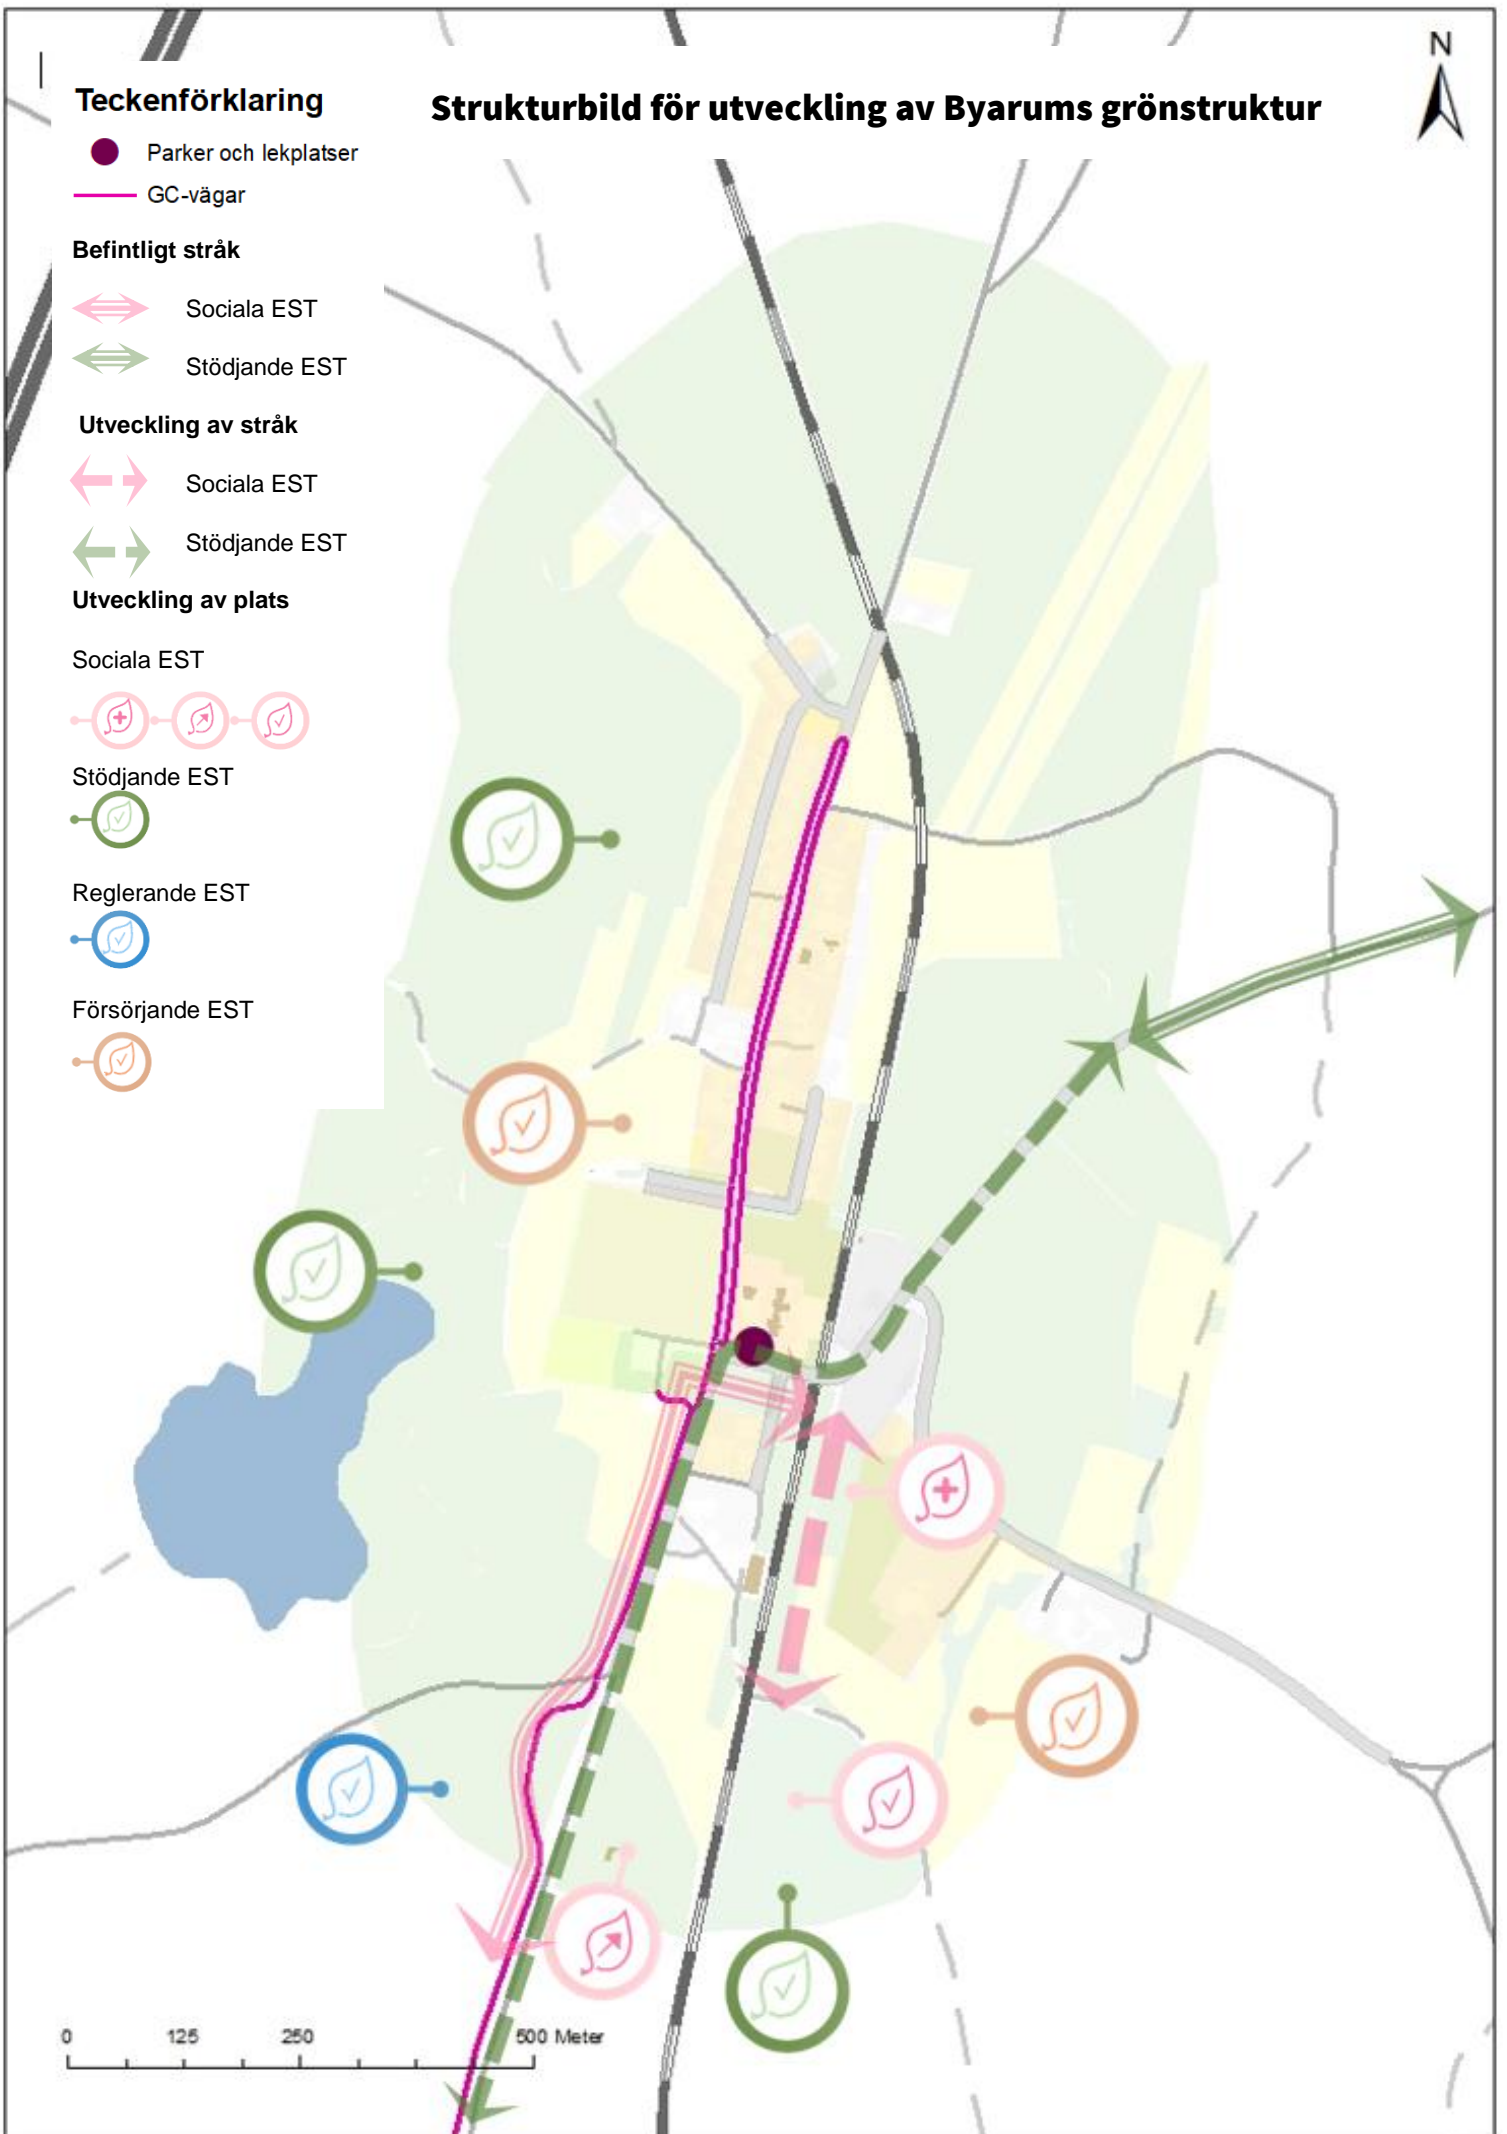 N
Teckenförklaring
Strukturbild för utveckling av Byarums grönstruktur
Parker och lekplatser
GC-vägar
Befintligt stråk
Sociala EST
Stödjande EST
Utveckling av stråk
Sociala EST
Stödjande EST
Utveckling av plats
Sociala EST
Stödjande EST
Reglerande EST
Försörjande EST
0 125 250 500 Meter